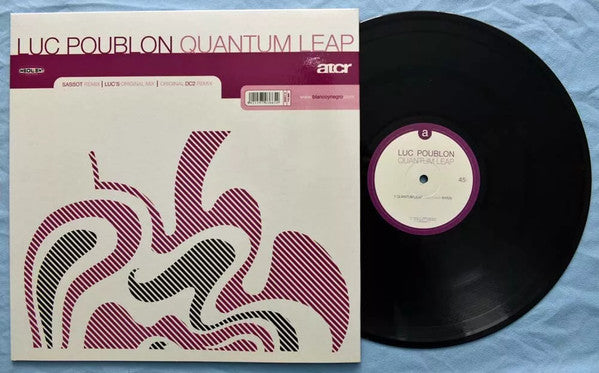 LUC POUBLON QUANTUM LEAP
atcr
SASSOT REMIX | LUC'S ORIGINAL MIX | ORIGINAL DC2 REMIX
www.blancoynegro.com
a
LUC POUBLON
QUANTUM LEAP
45